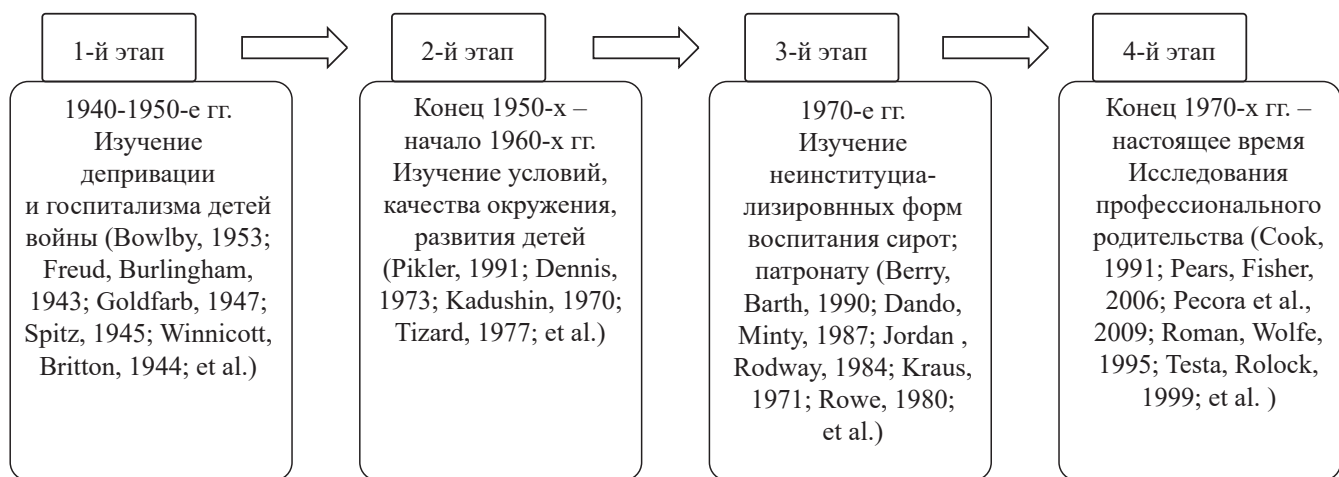 1-й этап
2-й этап
3-й этап
4-й этап
1940-1950-е гг.
Изучение
депривации
и госпитализма детей
войны (Bowlby, 1953;
Freud, Burlingham,
1943; Goldfarb, 1947;
Spitz, 1945; Winnicott,
Britton, 1944; et al.)
Конец 1950-х –
начало 1960-х гг.
Изучение условий,
качества окружения,
развития детей
(Pikler, 1991; Dennis,
1973; Kadushin, 1970;
Tizard, 1977; et al.)
1970-е гг.
Изучение
неинституциа-
лизировнных форм
воспитания сирот;
патронату (Berry,
Barth, 1990; Dando,
Minty, 1987; Jordan ,
Rodway, 1984; Kraus,
1971; Rowe, 1980;
et al.)
Конец 1970-х гг. –
настоящее время
Исследования
профессионального
родительства (Cook,
1991; Pears, Fisher,
2006; Pecora et al.,
2009; Roman, Wolfe,
1995; Testa, Rolock,
1999; et al. )